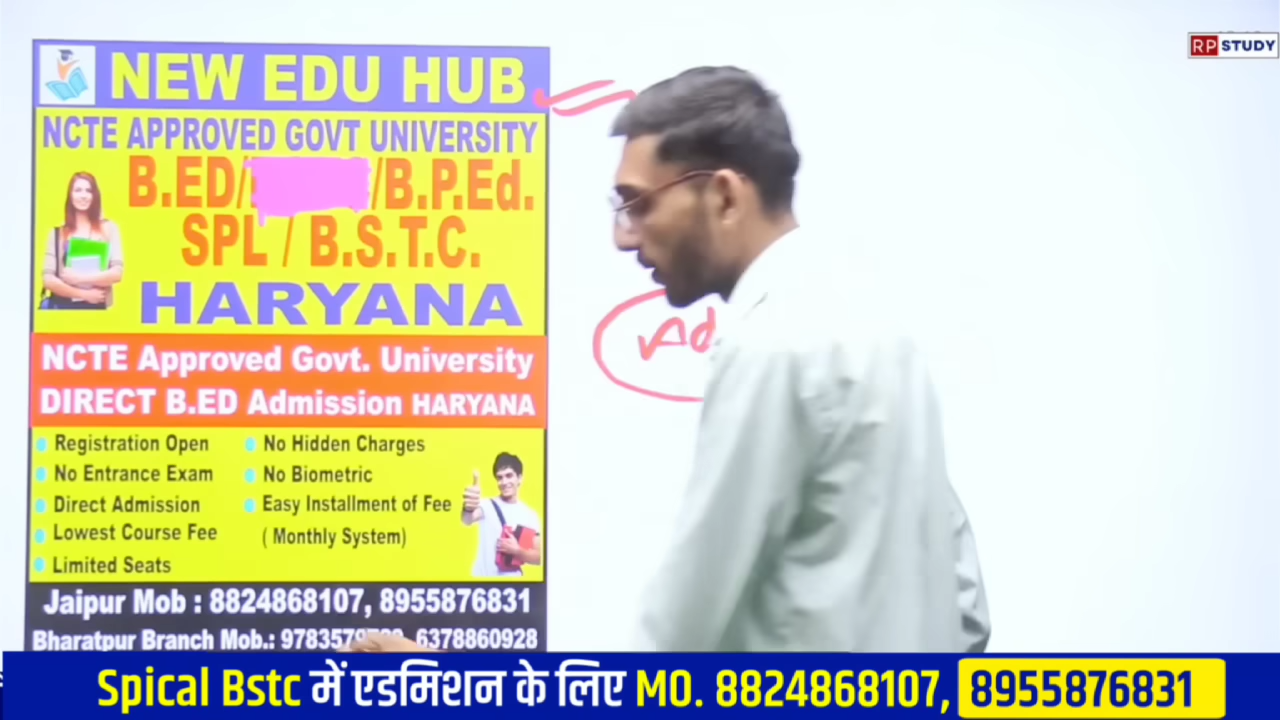 NEW EDU HUB
RP STUDY
NCTE APPROVED GOVT UNIVERSITY
B.ED/ /B.P.Ed.
SPL / B.S.T.C.
HARYANA
Ad
NCTE Approved Govt. University
DIRECT B.ED Admission HARYANA
Registration Open
No Entrance Exam
Direct Admission
Lowest Course Fee
Limited Seats
No Hidden Charges
No Biometric
Easy Installment of Fee
( Monthly System)
Jaipur Mob : 8824868107, 8955876831
Bharatpur Branch Mob.: 6378860928
Spical Bstc में एडमिशन के लिए MO. 8824868107, 8955876831